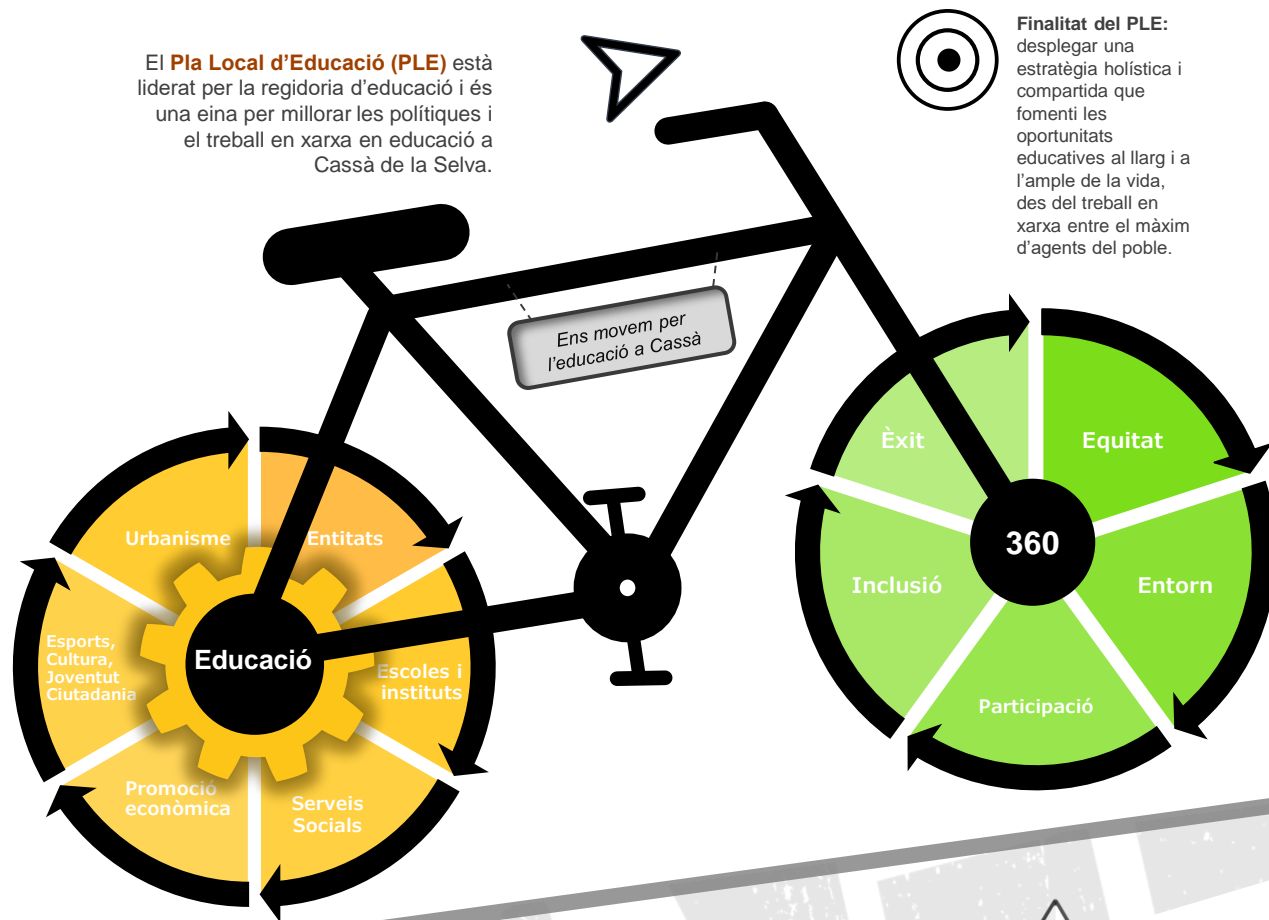 El Pla Local d’Educació (PLE) està
liderat per la regidoria d’educació i és
una eina per millorar les polítiques i
el treball en xarxa en educació a
Cassà de la Selva.
Finalitat del PLE:
desplegar una
estratègia holística i
compartida que
fomenti les
oportunitats
educatives al llarg i a
l’ample de la vida,
des del treball en
xarxa entre el màxim
d’agents del poble.
Ens movem per
l’educació a Cassà
Urbanisme
Entitats
Escoles i
instituts
Serveis
Socials
Promoció
econòmica
Esports,
Cultura,
Joventut
Ciutadania
Educació
Èxit
Equitat
Entorn
Participació
Inclusió
360